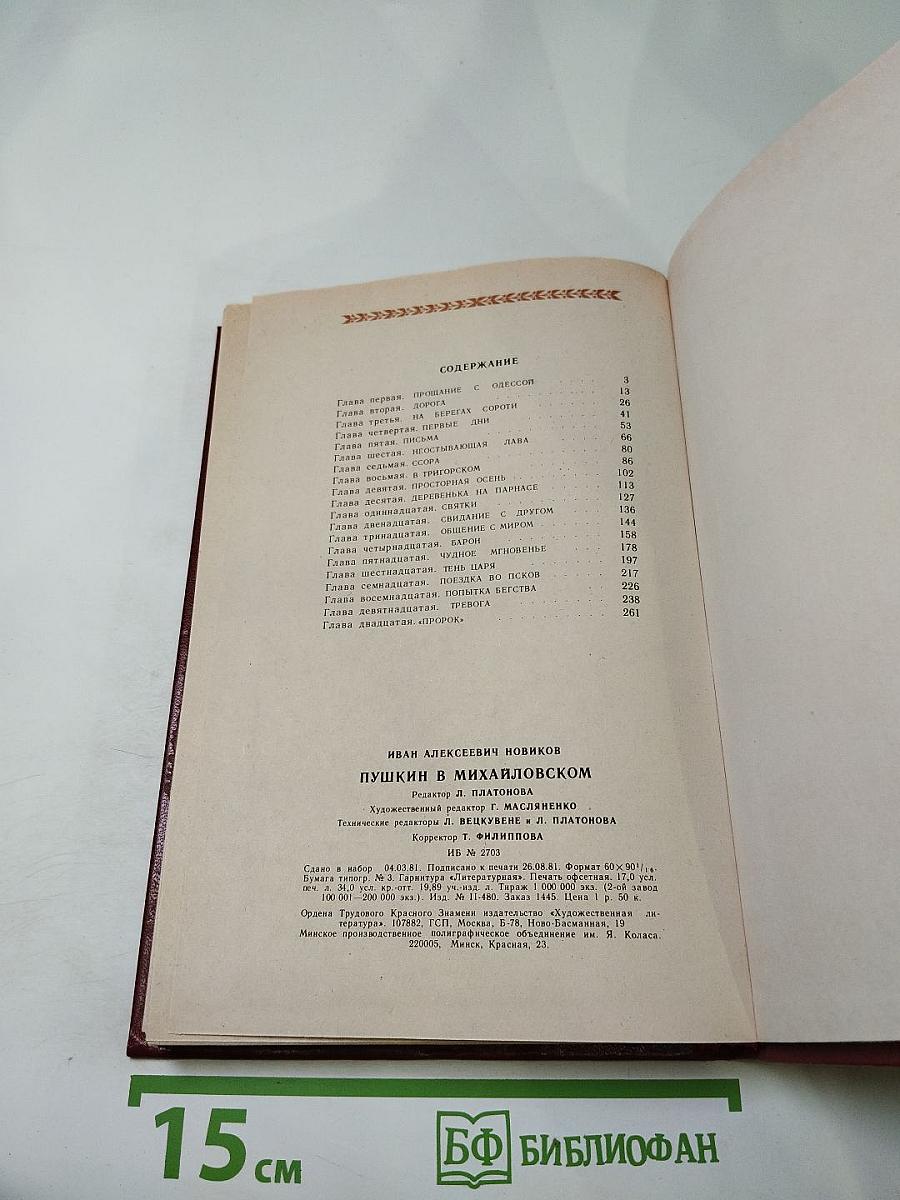 СОДЕРЖАНИЕ
Глава первая. ПРОЩАНИЕ С ОДЕССОЙ . . . . . . 3
Глава вторая. ДОРОГА . . . . . . 13
Глава третья. НА БЕРЕГАХ СОРОТИ . . . . . . 26
Глава четвертая. ПЕРВЫЕ ДНИ . . . . . . 41
Глава пятая. ПИСЬМА . . . . . . 53
Глава шестая. НЕОСТЫВАЮЩАЯ ЛАВА . . . . . . 66
Глава седьмая. ССОРА . . . . . . 80
Глава восьмая. В ТРИГОРСКОМ . . . . . . 86
Глава девятая. ПРОСТОРНАЯ ОСЕНЬ . . . . . . 102
Глава десятая. ДЕРЕВЕНЬКА НА ПАРНАСЕ . . . . . . 113
Глава одиннадцатая. СВЯТКИ . . . . . . 127
Глава двенадцатая. СВИДАНИЕ С ДРУГОМ . . . . . . 136
Глава тринадцатая. ОБЩЕНИЕ С МИРОМ . . . . . . 144
Глава четырнадцатая. БАРОН . . . . . . 158
Глава пятнадцатая. ЧУДНОЕ МГНОВЕНЬЕ . . . . . . 178
Глава шестнадцатая. ТЕНЬ ЦАРЯ . . . . . . 197
Глава семнадцатая. ПОЕЗДКА ВО ПСКОВ . . . . . . 217
Глава восемнадцатая. ПОПЫТКА БЕГСТВА . . . . . . 226
Глава девятнадцатая. ТРЕВОГА . . . . . . 238
Глава двадцатая. «ПРОРОК» . . . . . . 261
ИВАН АЛЕКСЕЕВИЧ НОВИКОВ
ПУШКИН В МИХАЙЛОВСКОМ
Редактор Л. ПЛАТОНОВА
Художественный редактор Г. МАСЛЯНЕНКО
Технические редакторы Л. ВЕЦКУВЕНЕ и Л. ПЛАТОНОВА
Корректор Т. ФИЛИППОВА
ИБ № 2703
Сдано в набор 04.03.81. Подписано к печати 26.08.81. Формат 60×90¹/₁₆.
Бумага типогр. № 3. Гарнитура «Литературная». Печать офсетная. 17,0 усл.
печ. л. 34,0 усл. кр.-отт. 19,89 уч.-изд. л. Тираж 1 000 000 экз. (2-ой завод
100 001—200 000 экз.). Изд. № II-480. Заказ 1445. Цена 1 р. 50 к.
Ордена Трудового Красного Знамени издательство «Художественная ли-
тература». 107882, ГСП, Москва, Б-78, Ново-Басманная, 19
Минское производственное полиграфическое объединение им. Я. Коласа.
220005, Минск, Красная, 23.
15 см
БФ БИБЛИОФАН